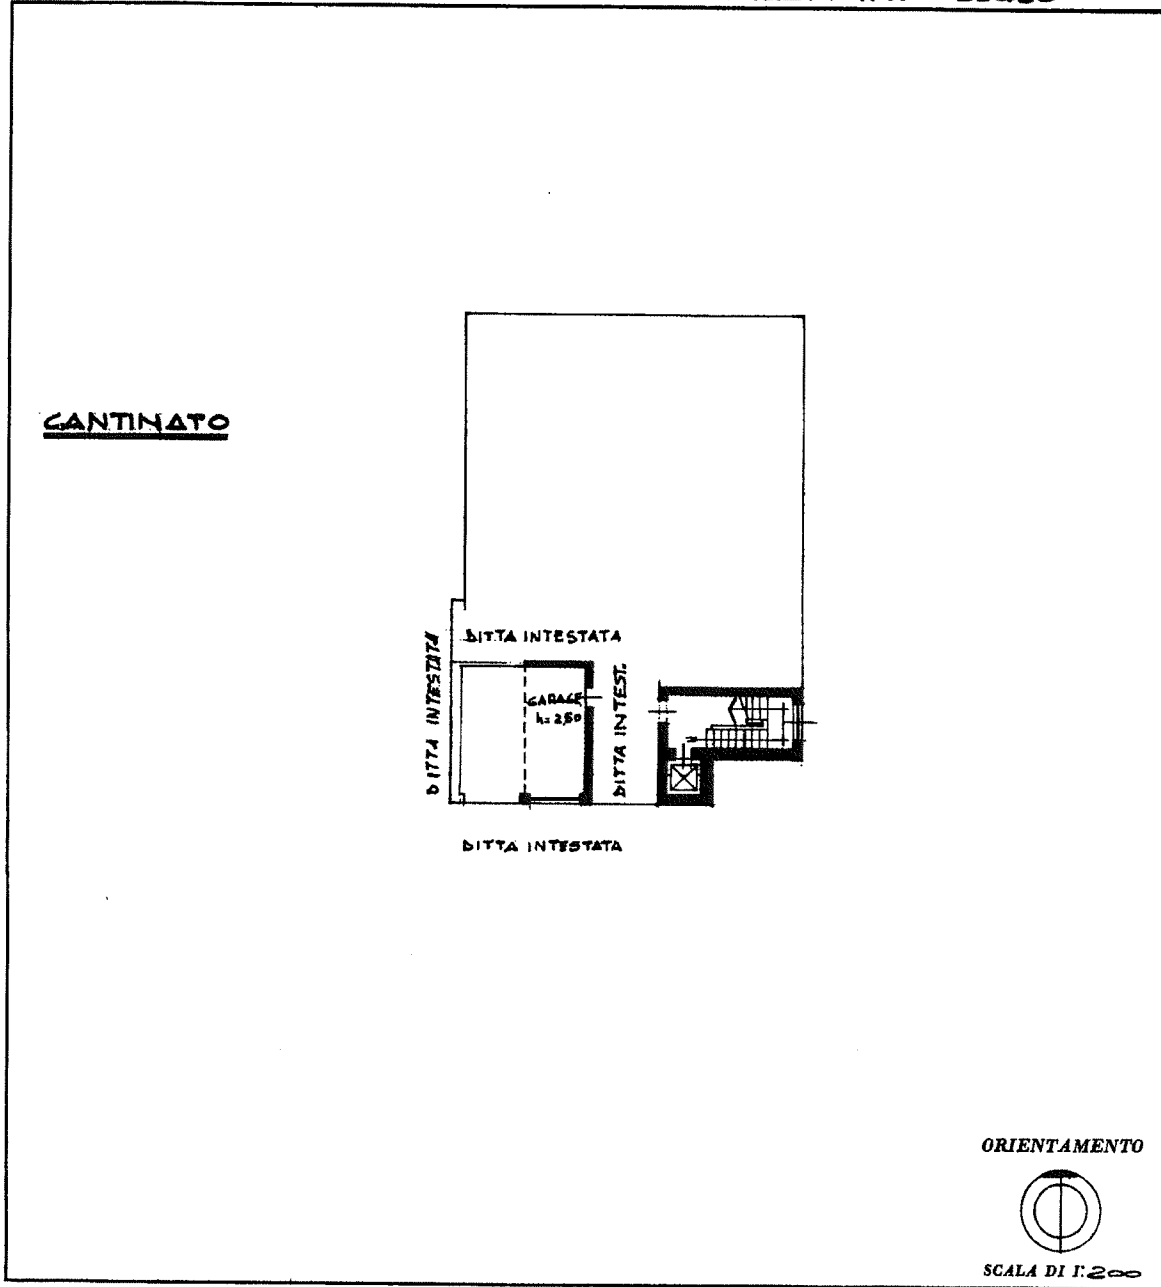 CANTINATO
DITTA INTESTATA
DITTA INTESTATA
GARAGE
h=2,50
DITTA INTEST.
DITTA INTESTATA
ORIENTAMENTO
SCALA DI 1:200